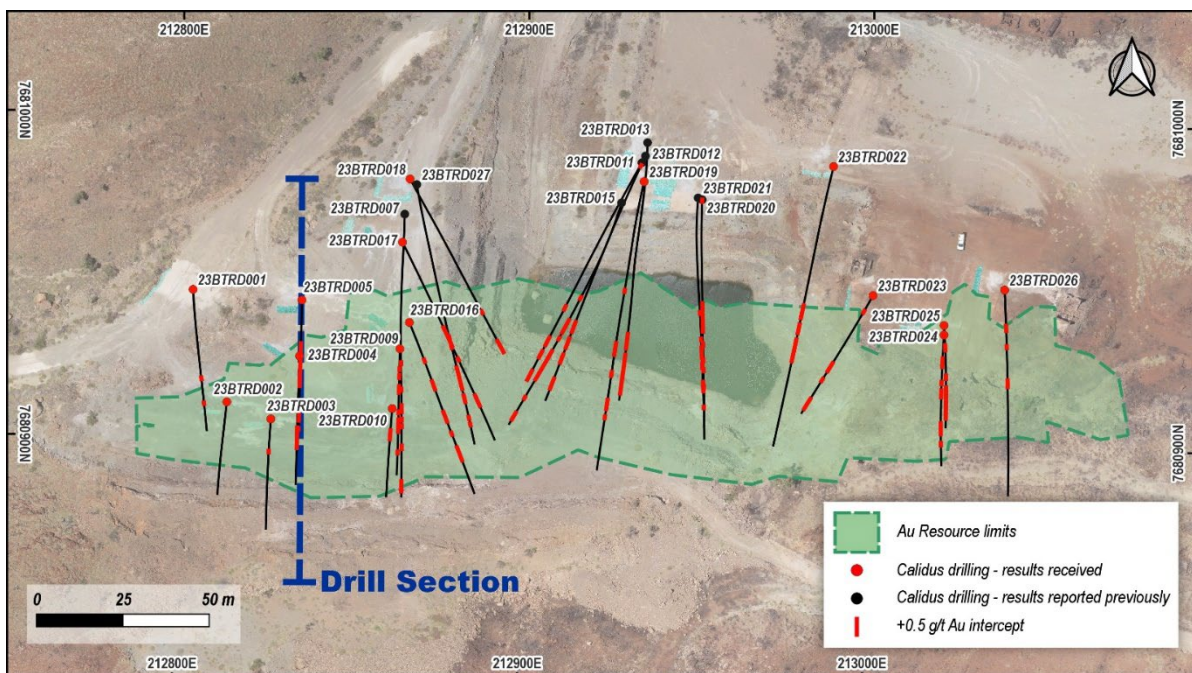 212800E
212900E
213000E
7681000N
7681000N
23BTRD013
23BTRD011
23BTRD012
23BTRD022
23BTRD018
23BTRD027
23BTRD019
23BTRD015
23BTRD021
23BTRD020
23BTRD007
23BTRD017
23BTRD001
23BTRD005
23BTRD026
23BTRD023
23BTRD016
23BTRD025
23BTRD009
23BTRD024
23BTRD004
23BTRD002
23BTRD003
23BTRD010
7680900N
7680900N
Au Resource limits
Calidus drilling - results received
Calidus drilling - results reported previously
+0.5 g/t Au intercept
Drill Section
0 25 50 m
212800E
212900E
213000E